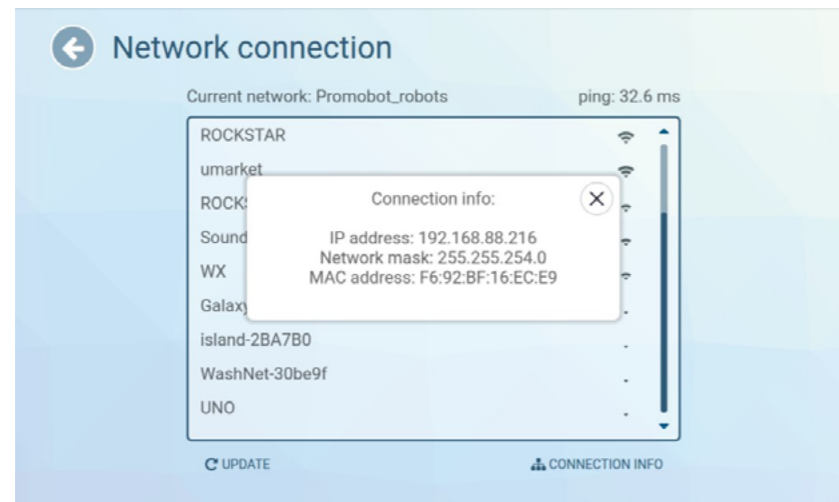 Network connection
Current network: Promobot_robots ping: 32.6 ms
ROCKSTAR
umarket
Connection info:
IP address: 192.168.88.216
Network mask: 255.255.254.0
MAC address: F6:92:BF:16:EC:E9
Sound
WX
island-2BA7B0
WashNet-30be9f
UNO
UPDATE CONNECTION INFO